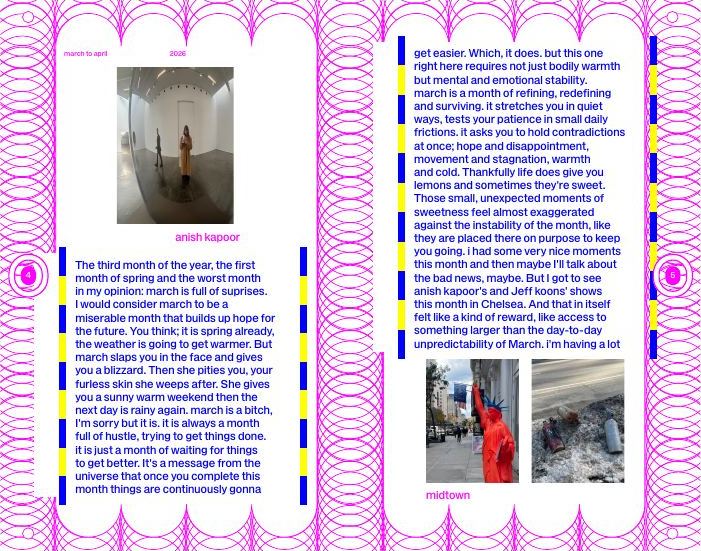 march to april
2026
anish kapoor
4
The third month of the year, the first
month of spring and the worst month
in my opinion: march is full of suprises.
I would consider march to be a
miserable month that builds up hope for
the future. You think; it is spring already,
the weather is going to get warmer. But
march slaps you in the face and gives
you a blizzard. Then she pities you, your
furless skin she weeps after. She gives
you a sunny warm weekend then the
next day is rainy again. march is a bitch,
I'm sorry but it is. it is always a month
full of hustle, trying to get things done.
it is just a month of waiting for things
to get better. It's a message from the
universe that once you complete this
month things are continuously gonna
get easier. Which, it does. but this one
right here requires not just bodily warmth
but mental and emotional stability.
march is a month of refining, redefining
and surviving. it stretches you in quiet
ways, tests your patience in small daily
frictions. it asks you to hold contradictions
at once; hope and disappointment,
movement and stagnation, warmth
and cold. Thankfully life does give you
lemons and sometimes they're sweet.
Those small, unexpected moments of
sweetness feel almost exaggerated
against the instability of the month, like
they are placed there on purpose to keep
you going. i had some very nice moments
this month and then maybe I'll talk about
the bad news, maybe. But I got to see
anish kapoor's and Jeff koons' shows
this month in Chelsea. And that in itself
felt like a kind of reward, like access to
something larger than the day-to-day
unpredictability of March. i'm having a lot
midtown